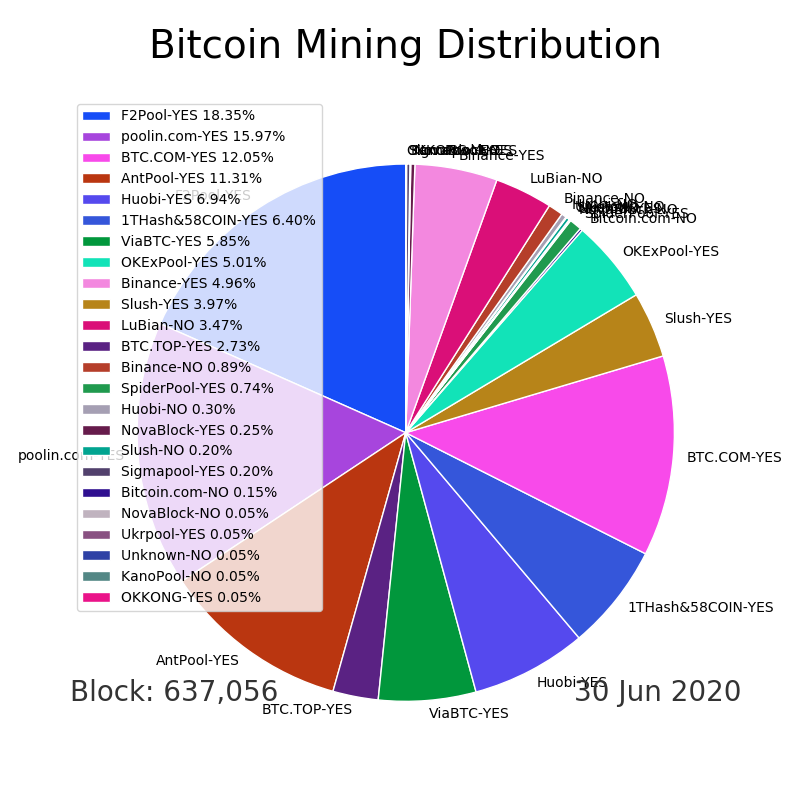 Bitcoin Mining Distribution
F2Pool-YES 18.35%
poolin.com-YES 15.97%
BTC.COM-YES 12.05%
AntPool-YES 11.31%
Huobi-YES 6.94%
1THash&58COIN-YES 6.40%
ViaBTC-YES 5.85%
OKExPool-YES 5.01%
Binance-YES 4.96%
Slush-YES 3.97%
LuBian-NO 3.47%
BTC.TOP-YES 2.73%
Binance-NO 0.89%
SpiderPool-YES 0.74%
Huobi-NO 0.30%
NovaBlock-YES 0.25%
Slush-NO 0.20%
Sigmapool-YES 0.20%
Bitcoin.com-NO 0.15%
NovaBlock-NO 0.05%
Ukrpool-YES 0.05%
Unknown-NO 0.05%
KanoPool-NO 0.05%
OKKONG-YES 0.05%
Binance-YES
LuBian-NO
Binance-NO
SpiderPool-YES
Bitcoin.com-NO
OKExPool-YES
Slush-YES
BTC.COM-YES
1THash&58COIN-YES
Huobi-YES
ViaBTC-YES
BTC.TOP-YES
AntPool-YES
poolin.com-YES
F2Pool-YES
Block: 637,056
30 Jun 2020